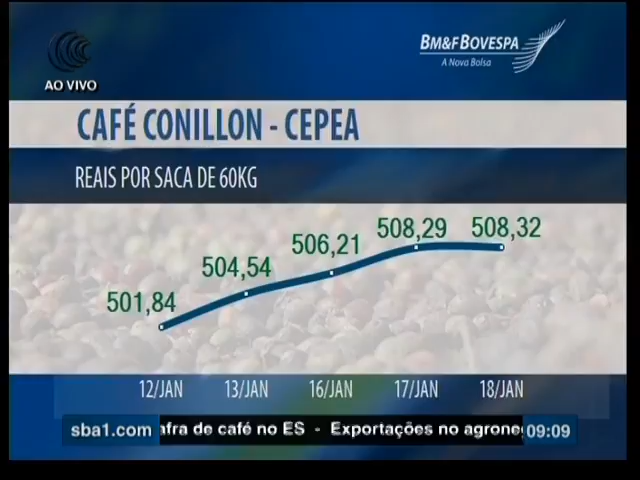 AO VIVO
BM&FBOVESPA
A Nova Bolsa
CAFÉ CONILLON - CEPEA
REAIS POR SACA DE 60KG
501,84
504,54
506,21
508,29
508,32
12/JAN
13/JAN
16/JAN
17/JAN
18/JAN
sba1.com
afra de café no ES - Exportações no agrone
09:09